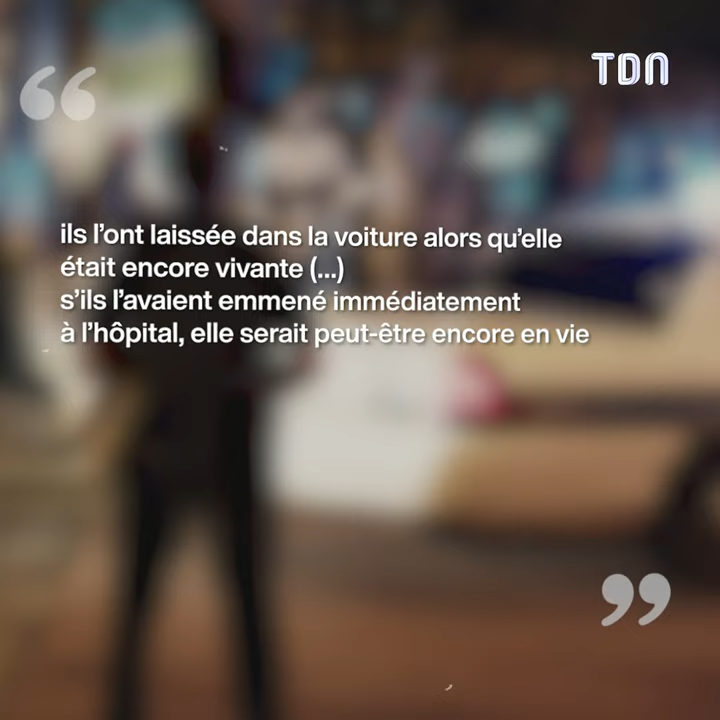 TDN
“
ils l’ont laissée dans la voiture alors qu’elle
était encore vivante (...)
s’ils l’avaient emmené immédiatement
à l’hôpital, elle serait peut-être encore en vie
”